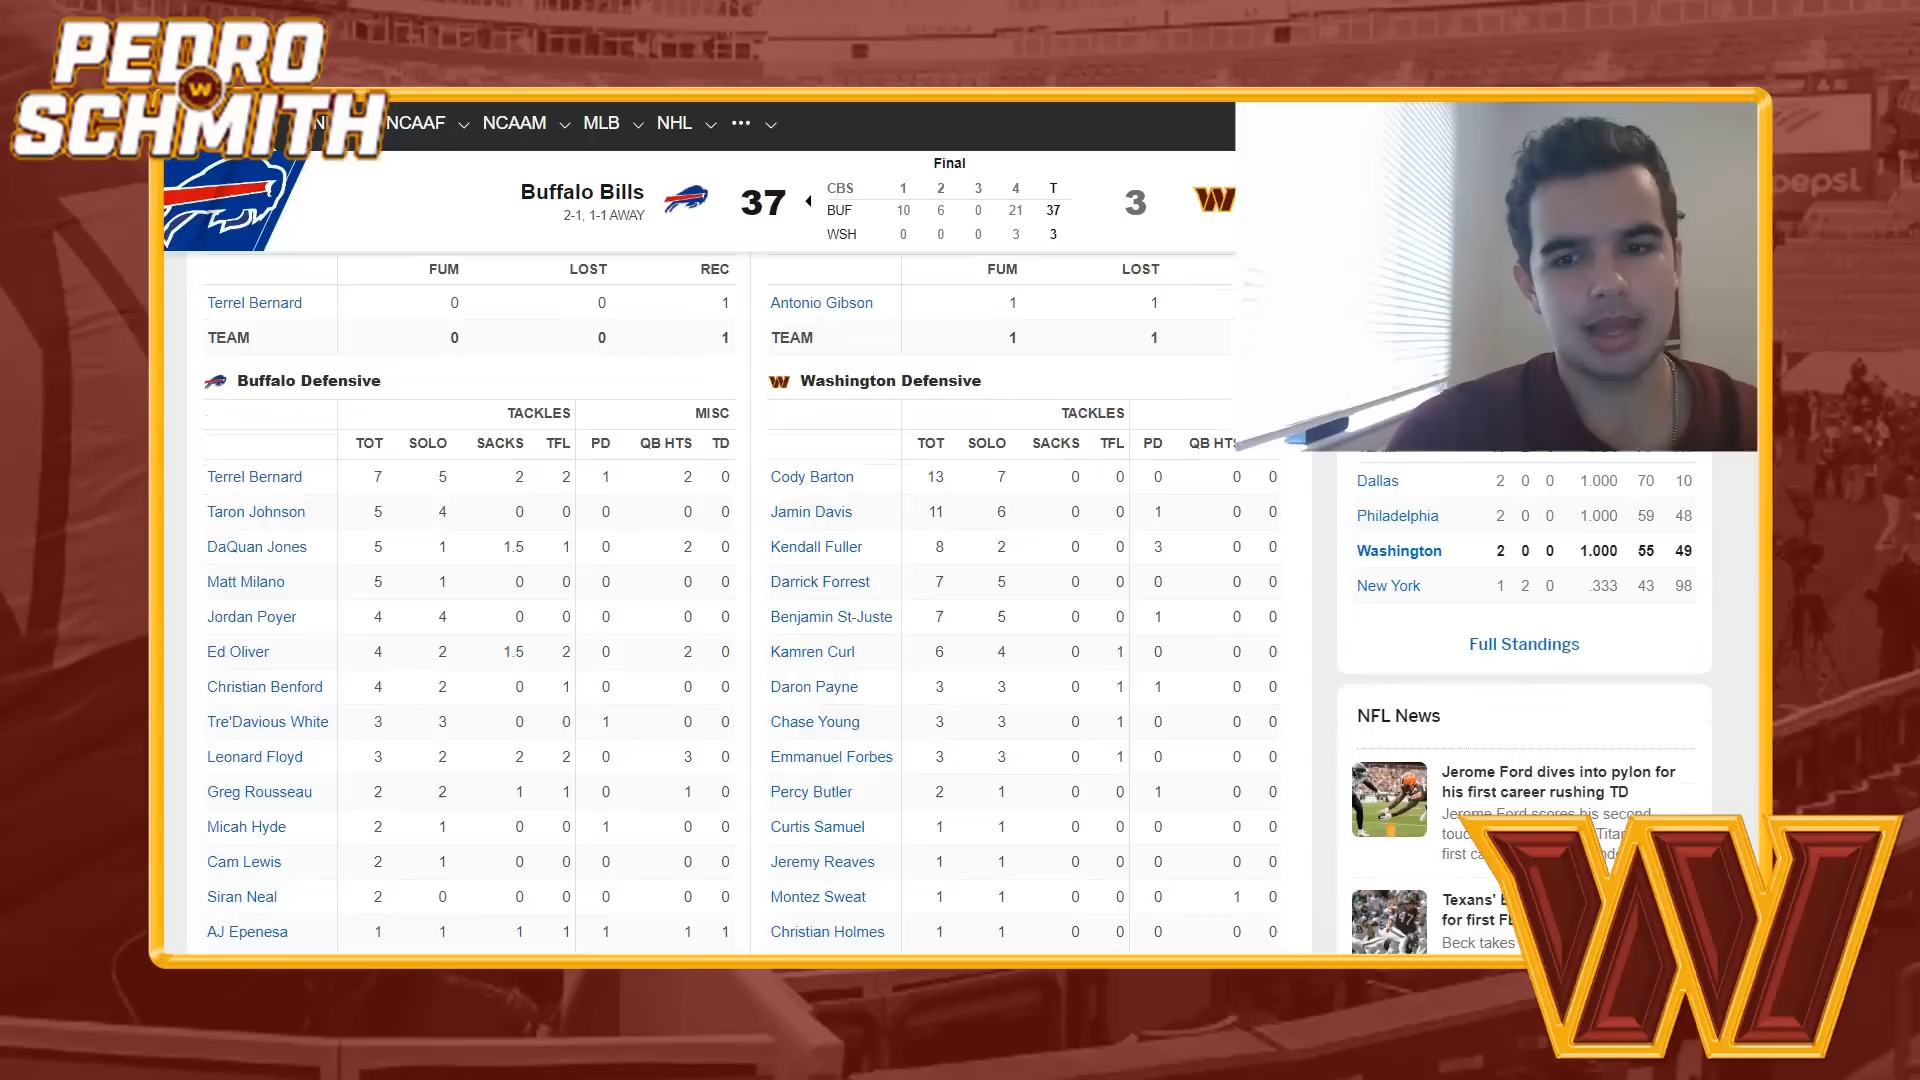 PEDRO
SCHMITH
NCAAF NCAAM MLB NHL •••
Final
Buffalo Bills
2-1, 1-1 AWAY
37
CBS 1 2 3 4 T
BUF 10 6 0 21 37
WSH 0 0 0 3 3
3
pepsi
FUM LOST REC
Terrel Bernard 0 0 1
TEAM 0 0 1
FUM LOST
Antonio Gibson 1 1
TEAM 1 1
Buffalo Defensive
TACKLES MISC
TOT SOLO SACKS TFL PD QB HTS TD
Terrel Bernard 7 5 2 2 1 2 0
Taron Johnson 5 4 0 0 0 0 0
DaQuan Jones 5 1 1.5 1 0 2 0
Matt Milano 5 1 0 0 0 0 0
Jordan Poyer 4 4 0 0 0 0 0
Ed Oliver 4 2 1.5 2 0 2 0
Christian Benford 4 2 0 1 0 0 0
Tre'Davious White 3 3 0 0 1 0 0
Leonard Floyd 3 2 2 2 0 3 0
Greg Rousseau 2 2 1 1 0 1 0
Micah Hyde 2 1 0 0 1 0 0
Cam Lewis 2 1 0 0 0 0 0
Siran Neal 2 0 0 0 0 0 0
AJ Epenesa 1 1 1 1 1 1 1
Washington Defensive
TACKLES
TOT SOLO SACKS TFL PD QB HTS
Cody Barton 13 7 0 0 0 0 0
Jamin Davis 11 6 0 0 1 0 0
Kendall Fuller 8 2 0 0 3 0 0
Darrick Forrest 7 5 0 0 0 0 0
Benjamin St-Juste 7 5 0 0 1 0 0
Kamren Curl 6 4 0 1 0 0 0
Daron Payne 3 3 0 1 1 0 0
Chase Young 3 3 0 1 0 0 0
Emmanuel Forbes 3 3 0 1 0 0 0
Percy Butler 2 1 0 0 1 0 0
Curtis Samuel 1 1 0 0 0 0 0
Jeremy Reaves 1 1 0 0 0 0 0
Montez Sweat 1 1 0 0 0 1 0
Christian Holmes 1 1 0 0 0 0 0
Dallas 2 0 0 1.000 70 10
Philadelphia 2 0 0 1.000 59 48
Washington 2 0 0 1.000 55 49
New York 1 2 0 .333 43 98
Full Standings
NFL News
Jerome Ford dives into pylon for
his first career rushing TD
Jerome Ford scores his second
first
Texans'
for first
Beck takes